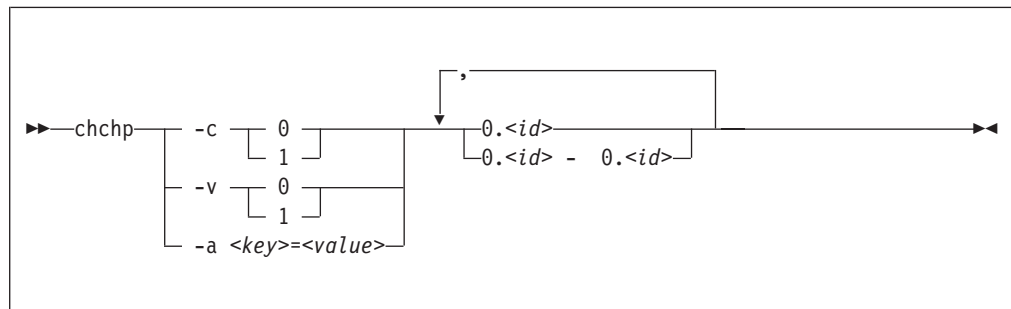 ,
chchp -c 0 0.<id>
1 0.<id> - 0.<id>
-v 0
1
-a <key>=<value>